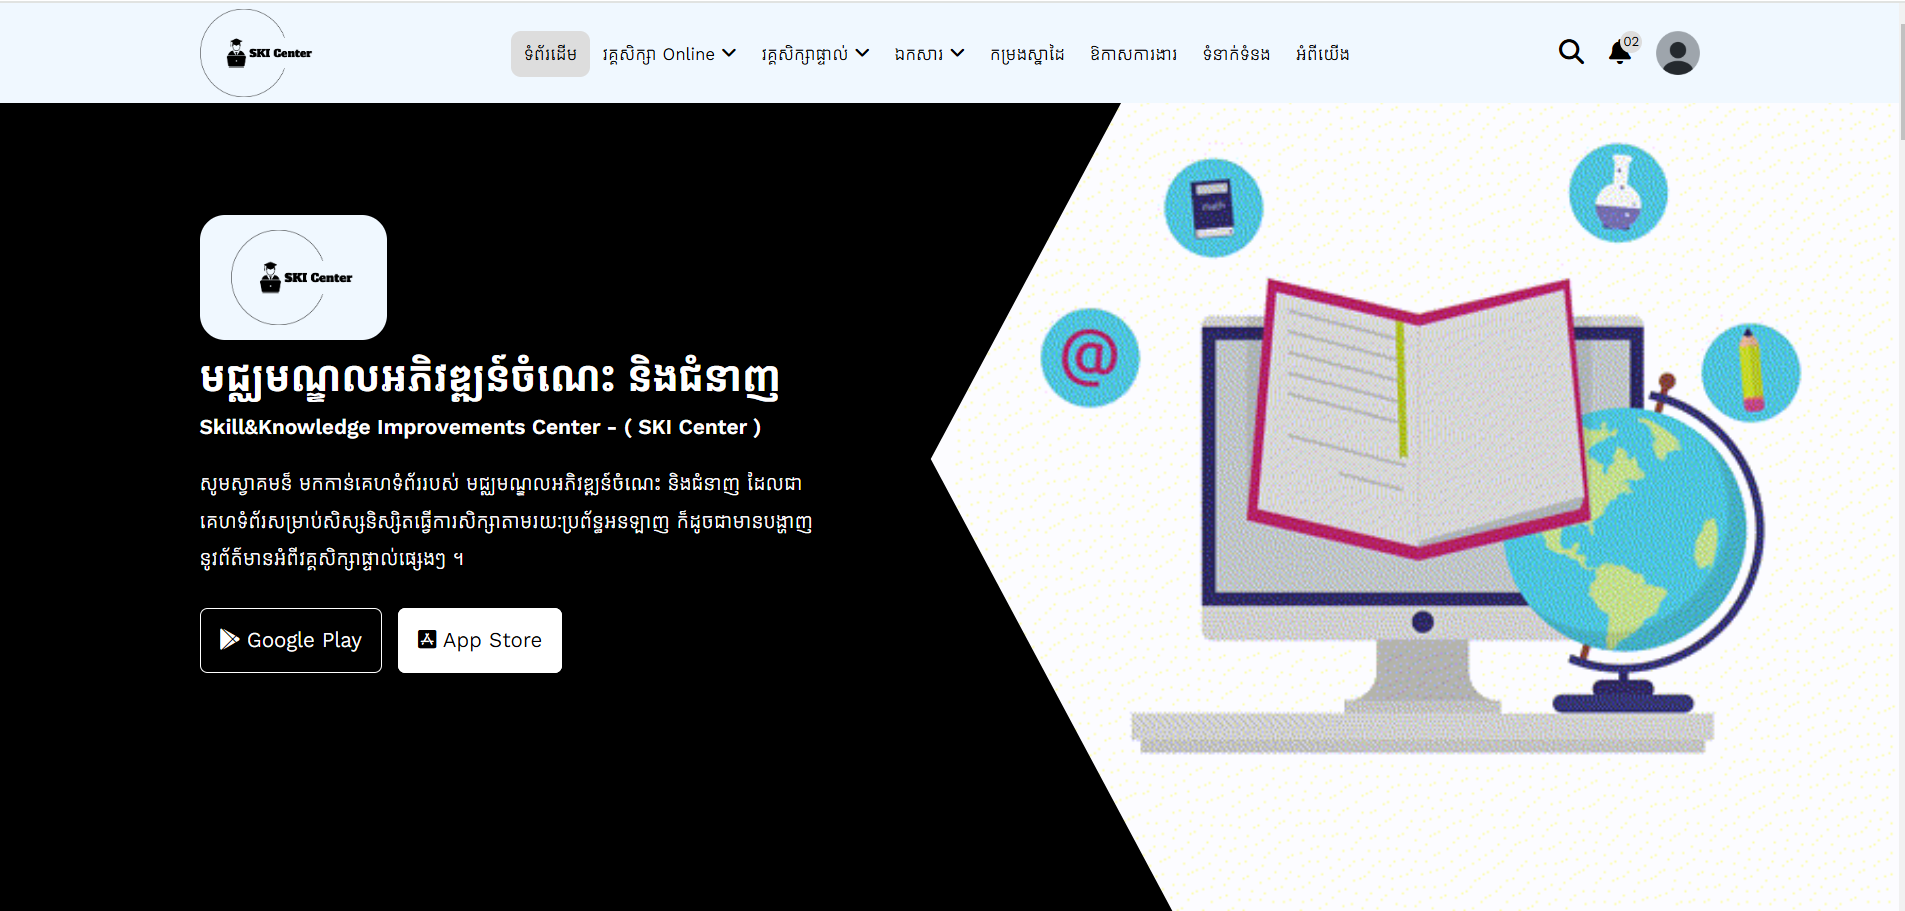 SKI Center
ទំព័រដើម
វគ្គសិក្សា Online
វគ្គសិក្សាផ្ទាល់
ឯកសារ
កម្រងស្នាដៃ
ឱកាសការងារ
ទំនាក់ទំនង
អំពីយើង
02
SKI Center
មជ្ឈមណ្ឌលអភិវឌ្ឍន៍ចំណេះ និងជំនាញ
Skill&Knowledge Improvements Center - ( SKI Center )
សូមស្វាគមន៏ មកកាន់គេហទំព័ររបស់ មជ្ឈមណ្ឌលអភិវឌ្ឍន៍ចំណេះ និងជំនាញ ដែលជា
គេហទំព័រសម្រាប់សិស្សនិស្សិតធ្វើការសិក្សាតាមរយ:ប្រព័ន្ធអនឡាញ ក៏ដូចជាមានបង្ហាញ
នូវព័ត៏មានអំពីវគ្គសិក្សាផ្ទាល់ផ្សេងៗ ។
Google Play
App Store
math
@